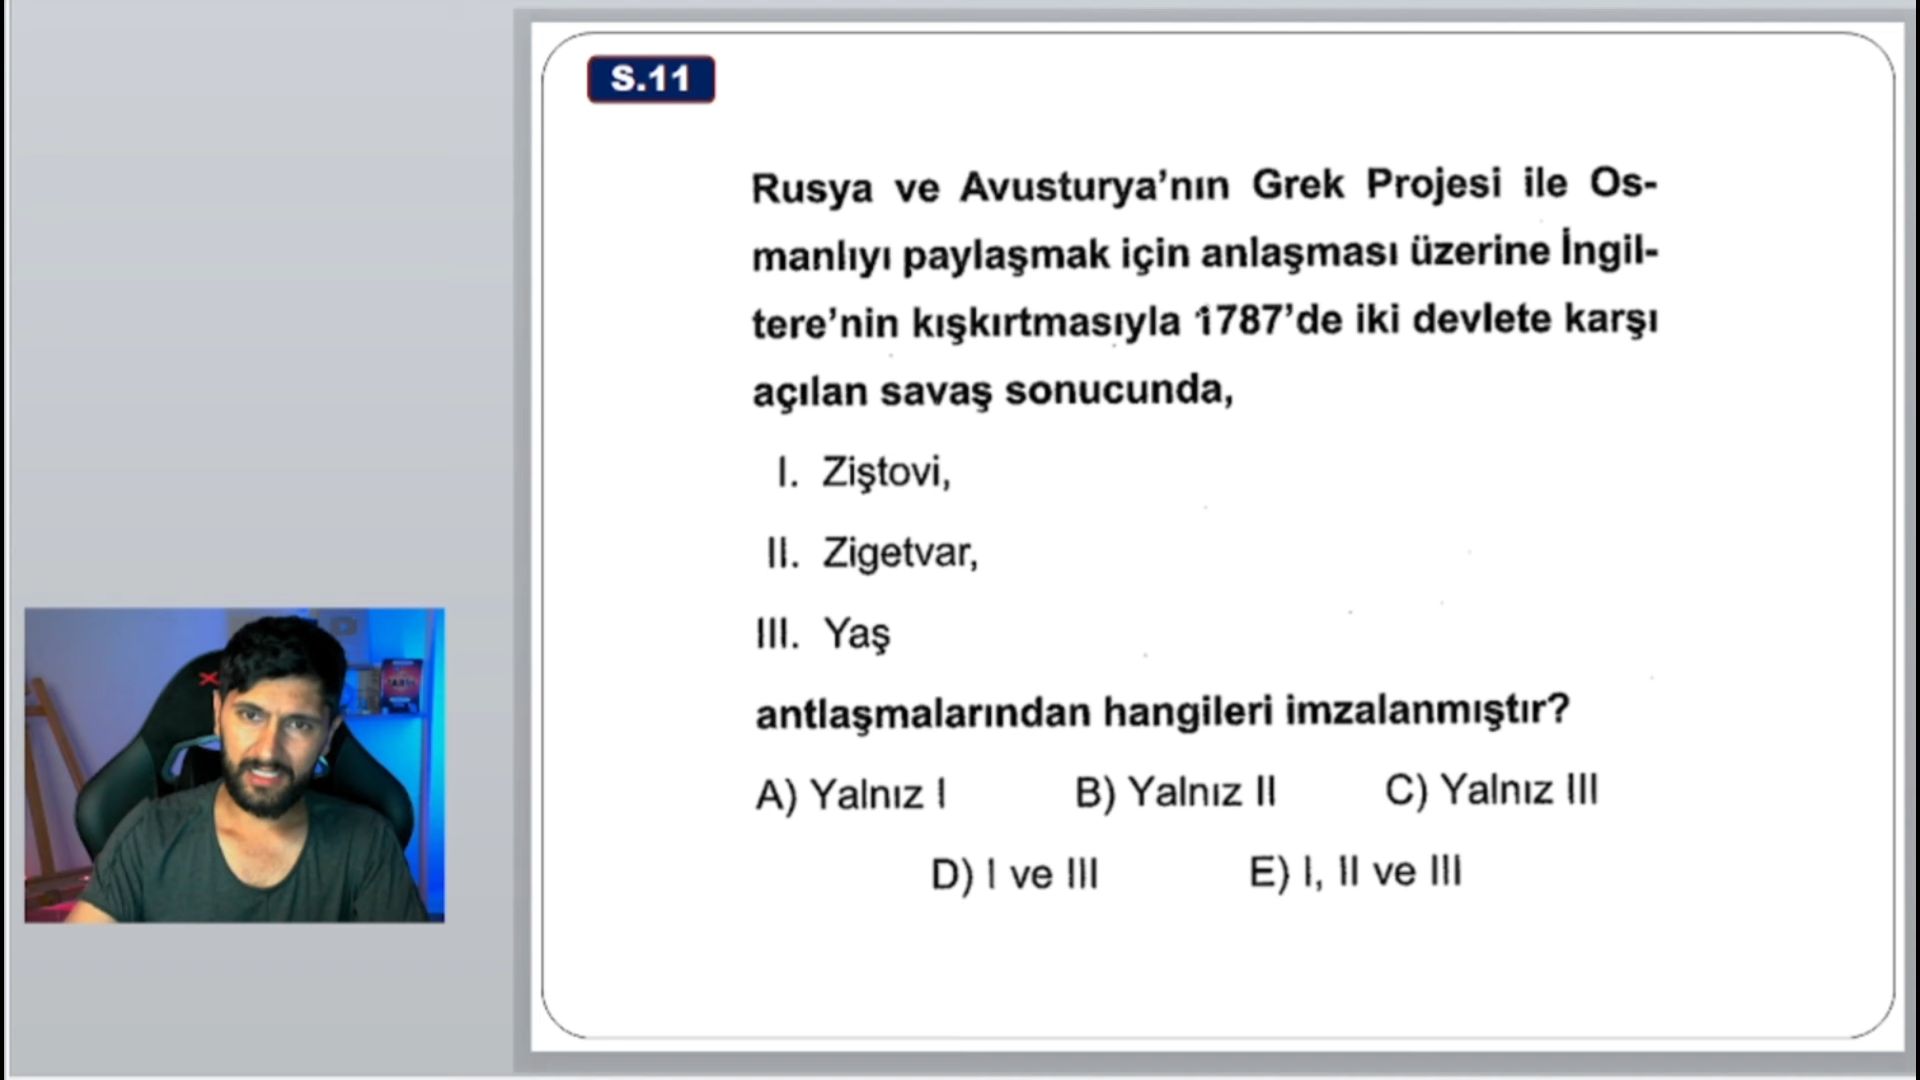 S.11
Rusya ve Avusturya'nın Grek Projesi ile Os-
manlıyı paylaşmak için anlaşması üzerine İngil-
tere'nin kışkırtmasıyla 1787'de iki devlete karşı
açılan savaş sonucunda,
I. Ziştovi,
II. Zigetvar,
III. Yaş
antlaşmalarından hangileri imzalanmıştır?
A) Yalnız I B) Yalnız II C) Yalnız III
D) I ve III E) I, II ve III